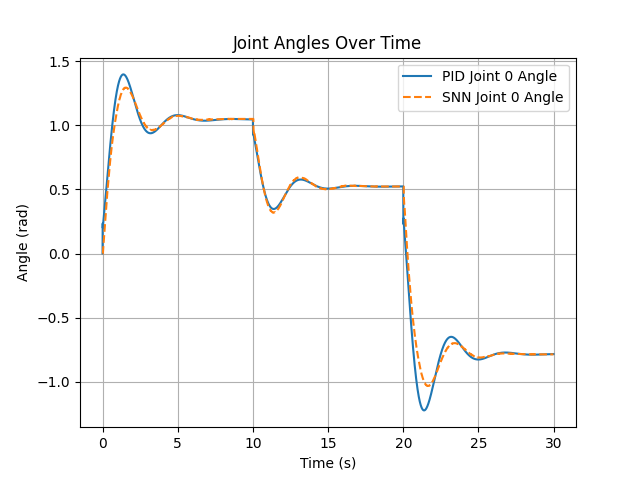 Joint Angles Over Time
PID Joint 0 Angle
SNN Joint 0 Angle
Angle (rad)
1.5
1.0
0.5
0.0
−0.5
−1.0
0 5 10 15 20 25 30
Time (s)